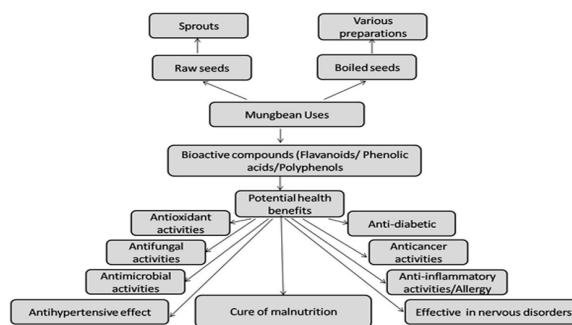 Sprouts
Various
preparations
Raw seeds
Boiled seeds
Mungbean Uses
Bioactive compounds (Flavanoids/ Phenolic
acids/Polyphenols
Potential health
benefits
Antioxidant
activities
Anti-diabetic
Antifungal
activities
Anticancer
activities
Antimicrobial
activities
Anti-inflammatory
activities/Allergy
Antihypertensive effect
Cure of malnutrition
Effective in nervous disorders